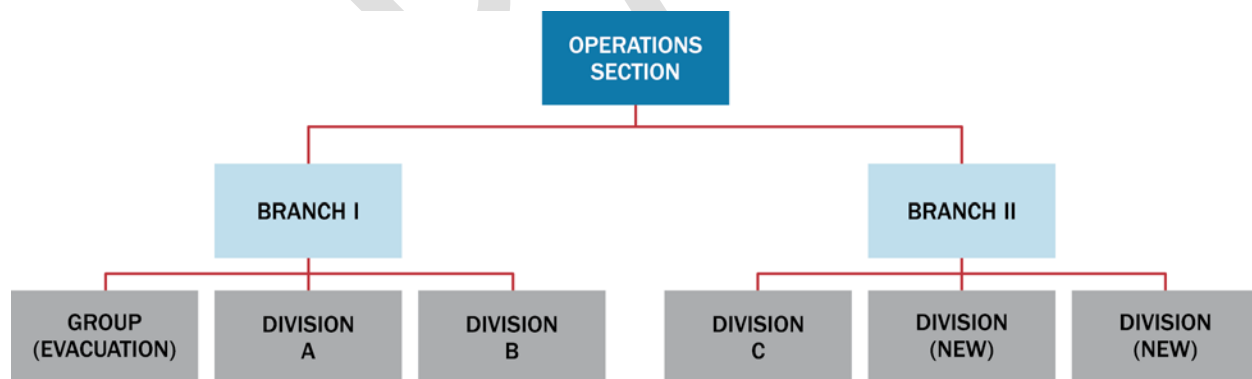 OPERATIONS
SECTION
BRANCH I
BRANCH II
GROUP
(EVACUATION)
DIVISION
A
DIVISION
B
DIVISION
C
DIVISION
(NEW)
DIVISION
(NEW)